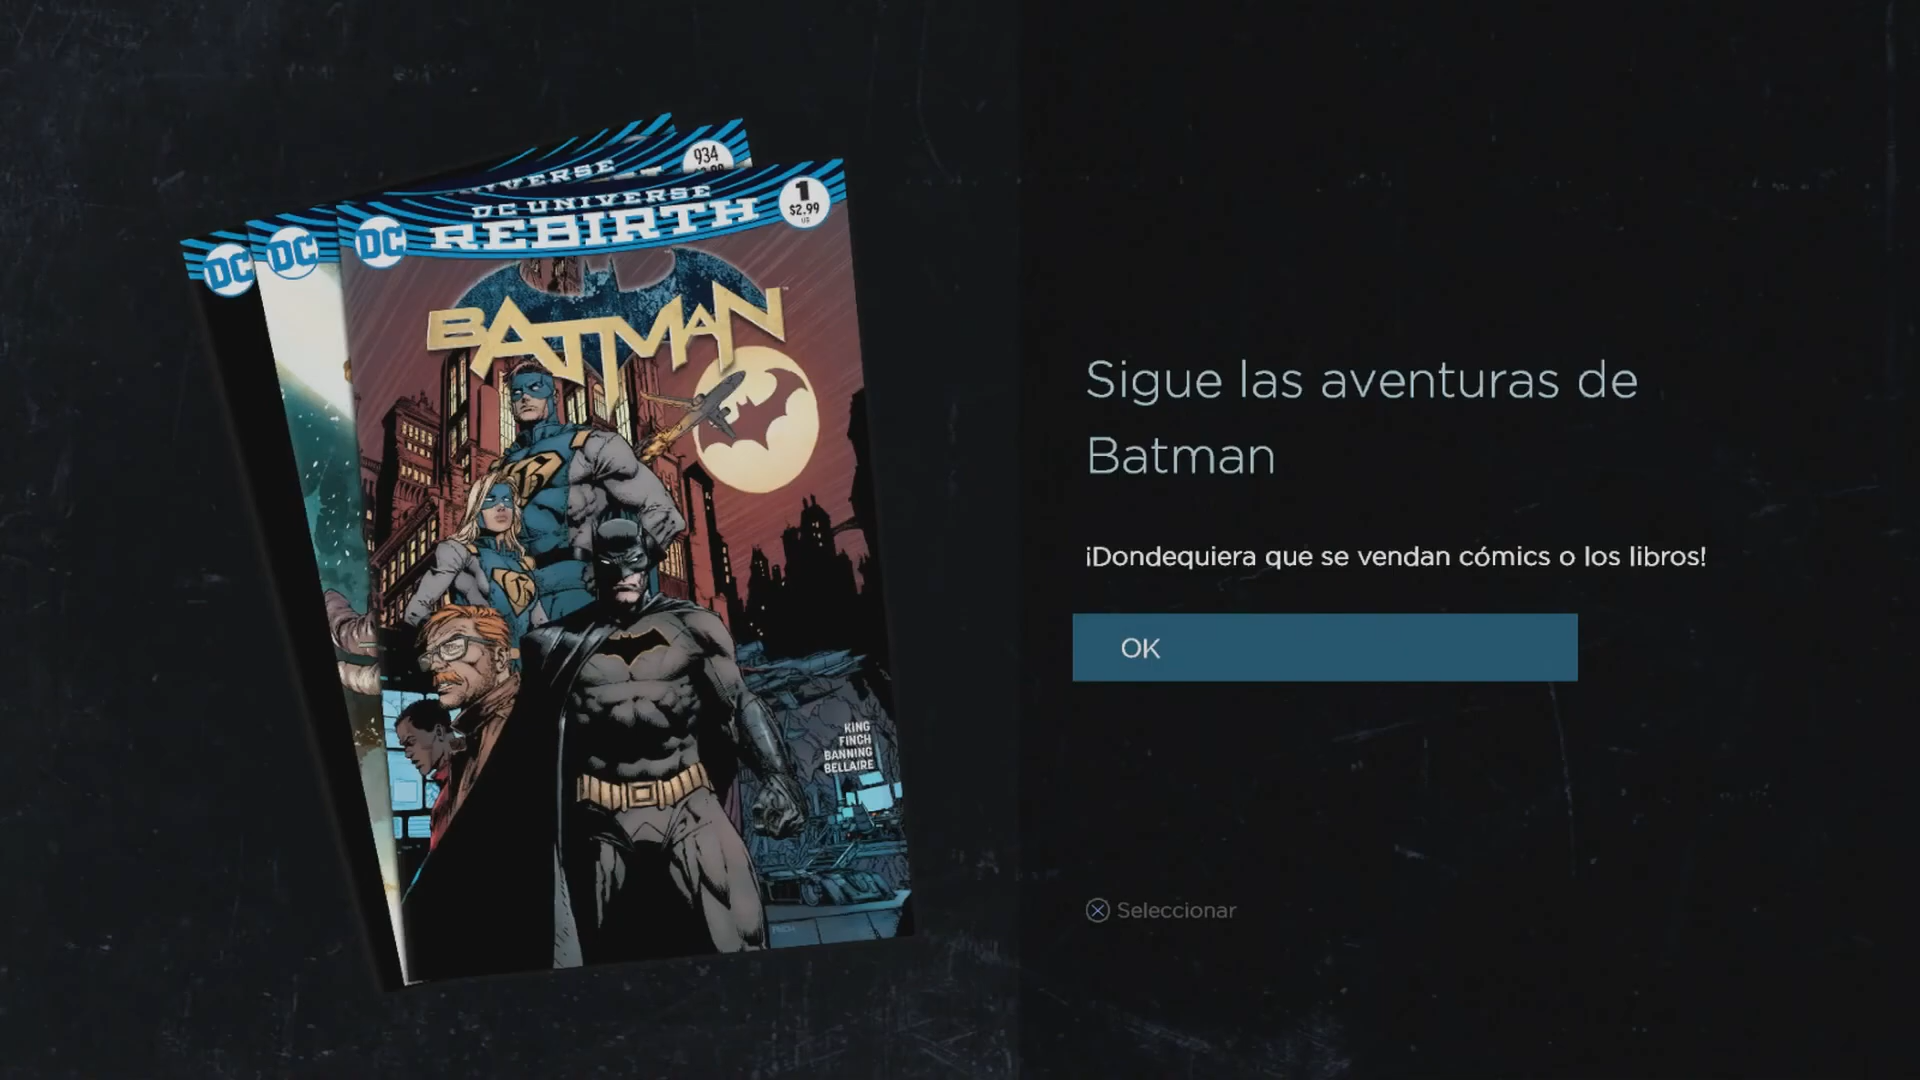 UNIVERSE
934
DC
DC
DC
DC UNIVERSE
REBIRTH
1
$2.99
US
BATMAN
KING
FINCH
BANNING
BELLAIRE
Sigue las aventuras de
Batman
¡Dondequiera que se vendan cómics o los libros!
OK
Seleccionar